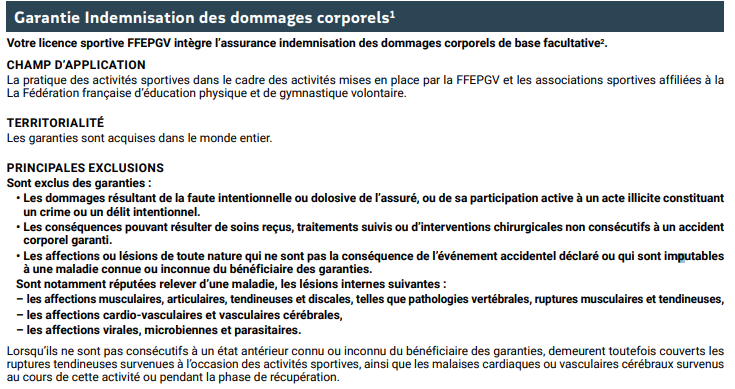 Garantie Indemnisation des dommages corporels¹
Votre licence sportive FFEPGV intègre l'assurance indemnisation des dommages corporels de base facultative².
CHAMP D'APPLICATION
La pratique des activités sportives dans le cadre des activités mises en place par la FFEPGV et les associations sportives affiliées à la
La Fédération française d'éducation physique et de gymnastique volontaire.
TERRITORIALITÉ
Les garanties sont acquises dans le monde entier.
PRINCIPALES EXCLUSIONS
Sont exclus des garanties :
• Les dommages résultant de la faute intentionnelle ou dolosive de l'assuré, ou de sa participation active à un acte illicite constituant
un crime ou un délit intentionnel.
• Les conséquences pouvant résulter de soins reçus, traitements suivis ou d'interventions chirurgicales non consécutifs à un accident
corporel garanti.
• Les affections ou lésions de toute nature qui ne sont pas la conséquence de l'événement accidentel déclaré ou qui sont imputables
à une maladie connue ou inconnue du bénéficiaire des garanties.
Sont notamment réputées relever d'une maladie, les lésions internes suivantes :
– les affections musculaires, articulaires, tendineuses et discales, telles que pathologies vertébrales, ruptures musculaires et tendineuses,
– les affections cardio-vasculaires et vasculaires cérébrales,
– les affections virales, microbiennes et parasitaires.
Lorsqu'ils ne sont pas consécutifs à un état antérieur connu ou inconnu du bénéficiaire des garanties, demeurent toutefois couverts les
ruptures tendineuses survenues à l'occasion des activités sportives, ainsi que les malaises cardiaques ou vasculaires cérébraux survenus
au cours de cette activité ou pendant la phase de récupération.